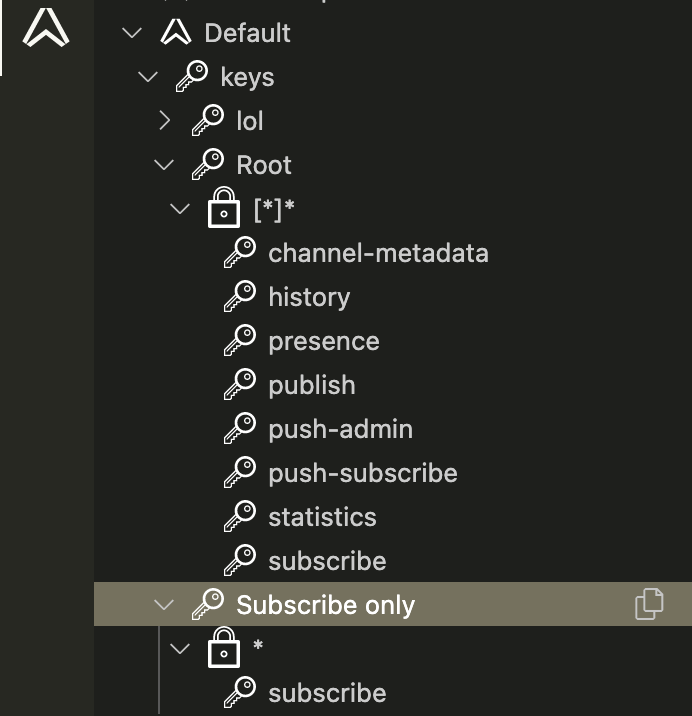 Default
keys
lol
Root
[*]*
channel-metadata
history
presence
publish
push-admin
push-subscribe
statistics
subscribe
Subscribe only
*
subscribe